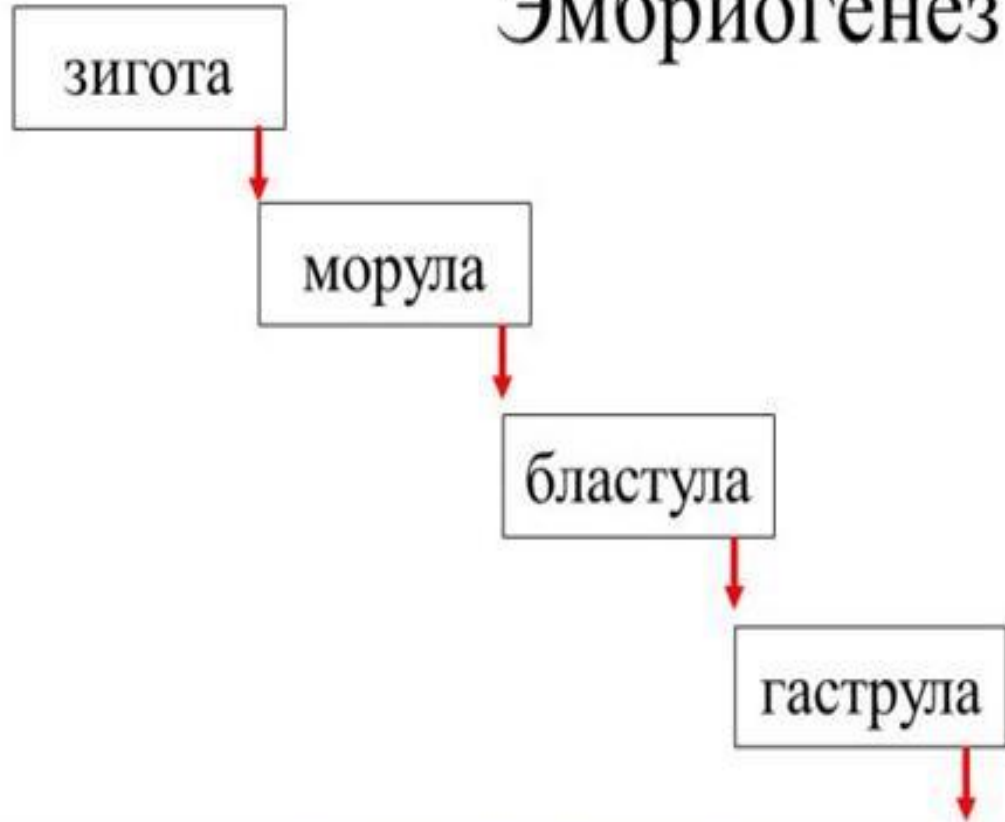 Эмбриогенез
зигота
морула
бластула
гаструла